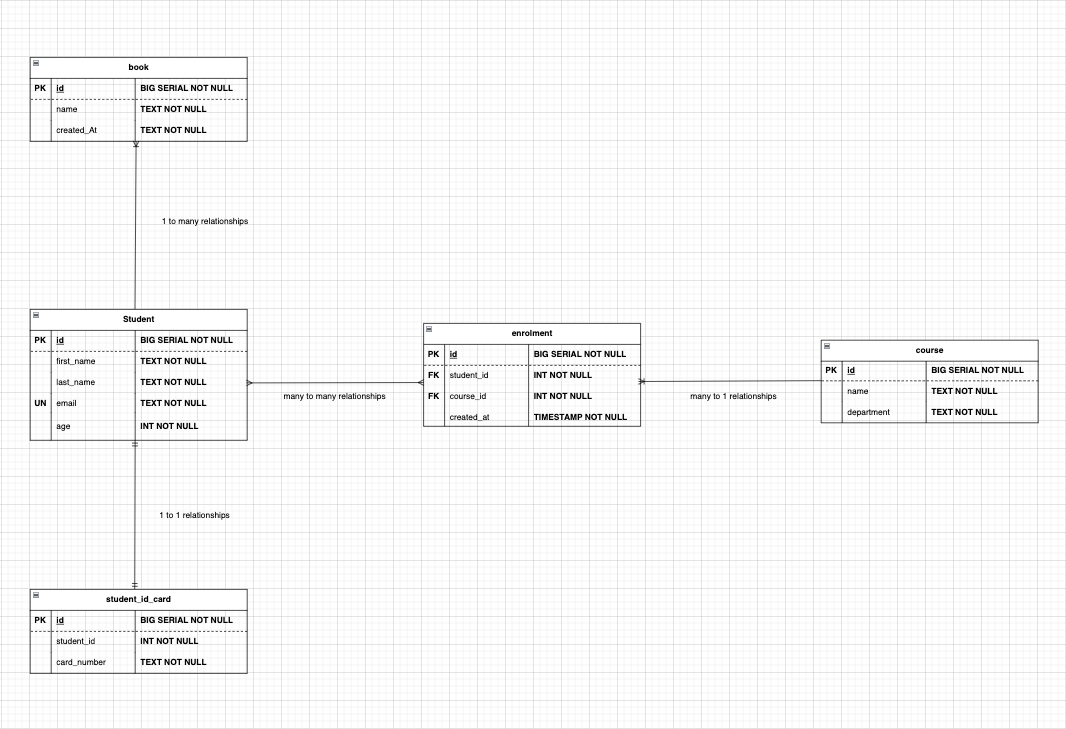 book
PK id BIG SERIAL NOT NULL
name TEXT NOT NULL
created_At TEXT NOT NULL
1 to many relationships
Student
PK id BIG SERIAL NOT NULL
first_name TEXT NOT NULL
last_name TEXT NOT NULL
UN email TEXT NOT NULL
age INT NOT NULL
many to many relationships
enrolment
PK id BIG SERIAL NOT NULL
FK student_id INT NOT NULL
FK course_id INT NOT NULL
created_at TIMESTAMP NOT NULL
many to 1 relationships
course
PK id BIG SERIAL NOT NULL
name TEXT NOT NULL
department TEXT NOT NULL
1 to 1 relationships
student_id_card
PK id BIG SERIAL NOT NULL
student_id INT NOT NULL
card_number TEXT NOT NULL